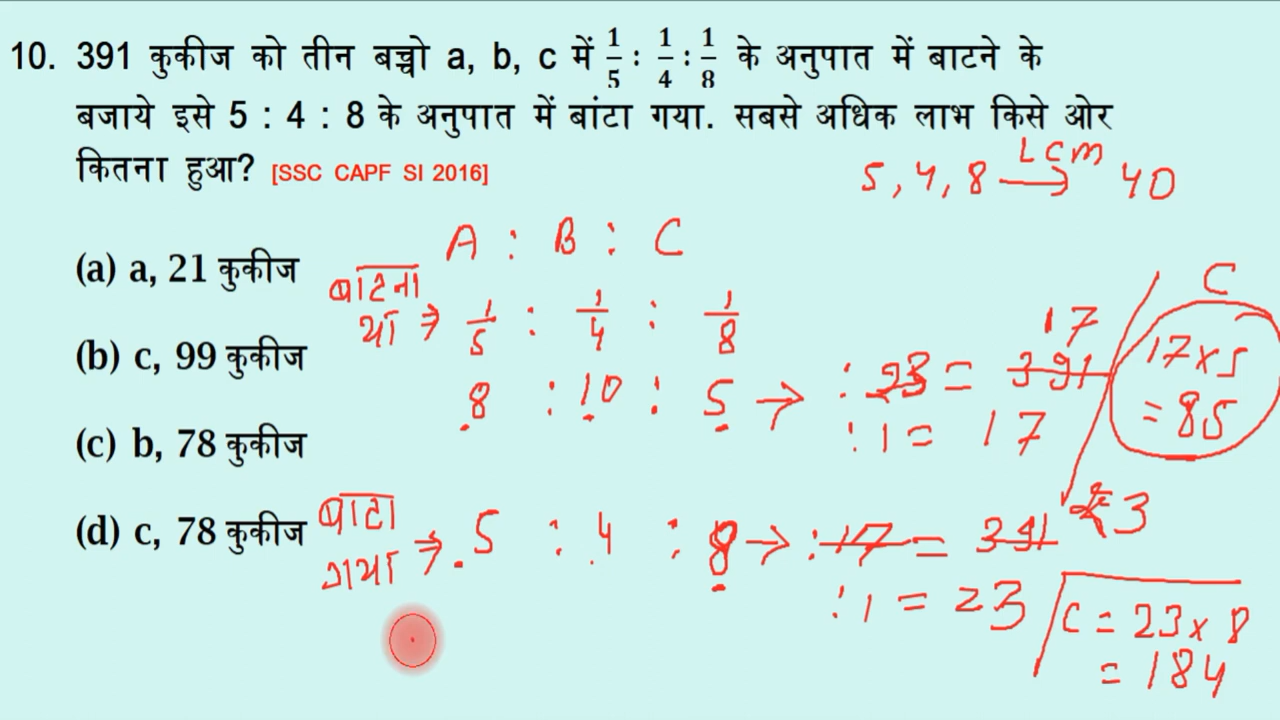 10. 391 कुकीज को तीन बच्चो a, b, c में 1/5 : 1/4 : 1/8 के अनुपात में बाटने के
बजाये इसे 5 : 4 : 8 के अनुपात में बांटा गया. सबसे अधिक लाभ किसे ओर
कितना हुआ? [SSC CAPF SI 2016]
5, 4, 8 LCM → 40
A : B : C
(a) a, 21 कुकीज
बाटना
था ⇒ 1/5 : 1/4 : 1/8
(b) c, 99 कुकीज
8 : 10 : 5 → : 23 = 391 17
: 1 = 17
C
17×5
= 85
(c) b, 78 कुकीज
(d) c, 78 कुकीज
बाटा
गया ⇒ 5 : 4 : 8 → : 17 = 391 23
: 1 = 23
C = 23 × 8
= 184